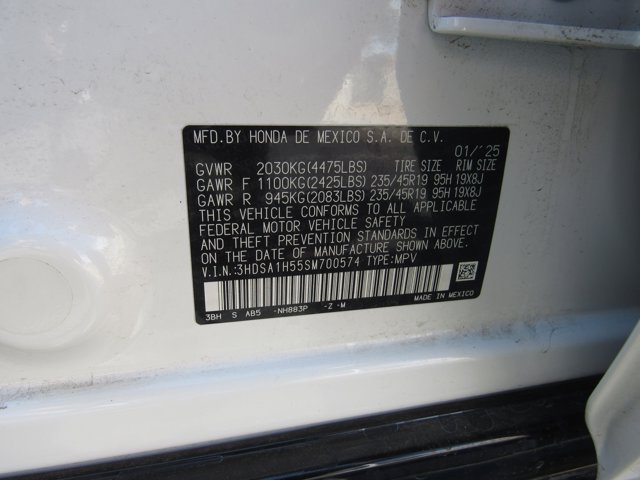 MFD.BY HONDA DE MEXICO S.A. DE C.V.
01/'25
GVWR 2030KG(4475LBS) TIRE SIZE RIM SIZE
GAWR F 1100KG(2425LBS) 235/45R19 95H 19X8J
GAWR R 945KG(2083LBS) 235/45R19 95H 19X8J
THIS VEHICLE CONFORMS TO ALL APPLICABLE
FEDERAL MOTOR VEHICLE SAFETY
AND THEFT PREVENTION STANDARDS IN EFFECT
ON THE DATE OF MANUFACTURE SHOWN ABOVE.
V.I.N.:3HDSA1H55SM700574 TYPE:MPV
3BH S AB5 -NH883P -Z -M
MADE IN MEXICO